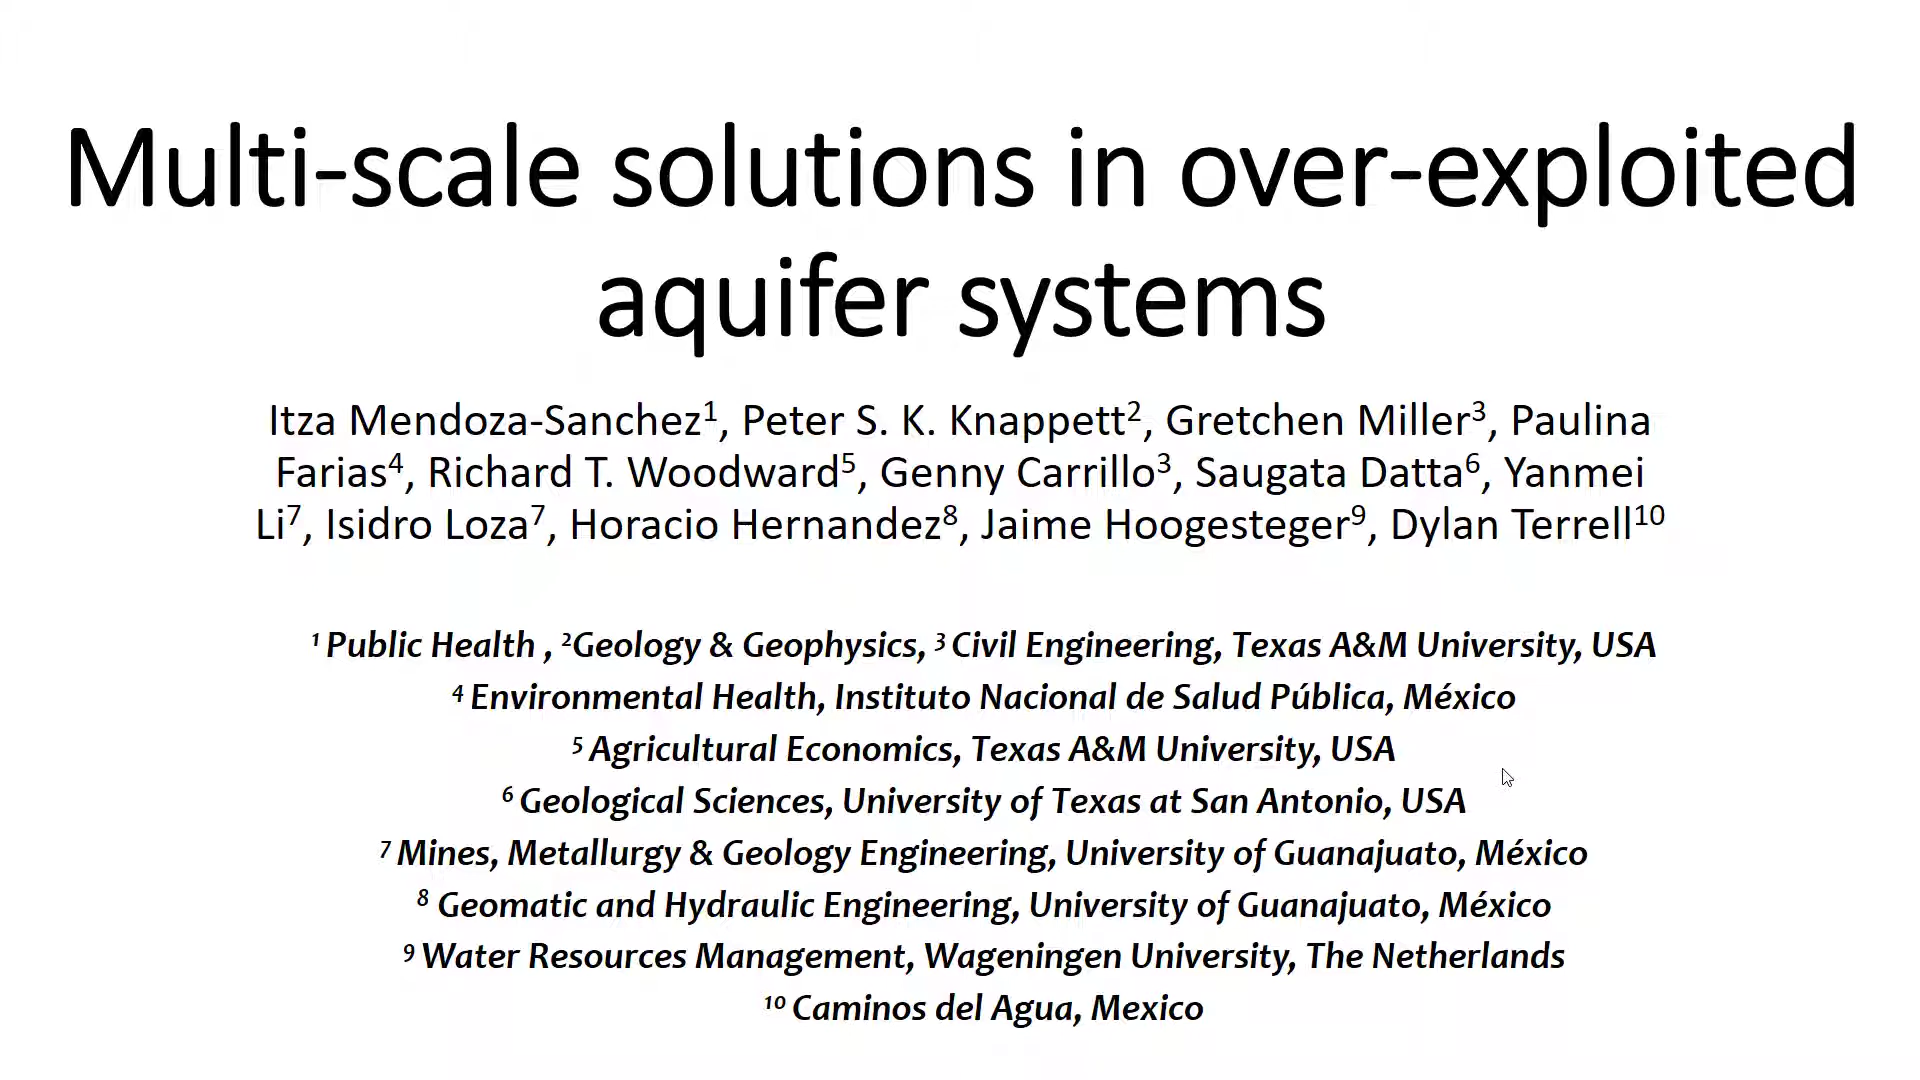 Multi-scale solutions in over-exploited
aquifer systems
Itza Mendoza-Sanchez¹, Peter S. K. Knappett², Gretchen Miller³, Paulina
Farias⁴, Richard T. Woodward⁵, Genny Carrillo³, Saugata Datta⁶, Yanmei
Li⁷, Isidro Loza⁷, Horacio Hernandez⁸, Jaime Hoogesteger⁹, Dylan Terrell¹⁰
¹ Public Health , ²Geology & Geophysics, ³ Civil Engineering, Texas A&M University, USA
⁴ Environmental Health, Instituto Nacional de Salud Pública, México
⁵ Agricultural Economics, Texas A&M University, USA
⁶ Geological Sciences, University of Texas at San Antonio, USA
⁷ Mines, Metallurgy & Geology Engineering, University of Guanajuato, México
⁸ Geomatic and Hydraulic Engineering, University of Guanajuato, México
⁹ Water Resources Management, Wageningen University, The Netherlands
¹⁰ Caminos del Agua, Mexico